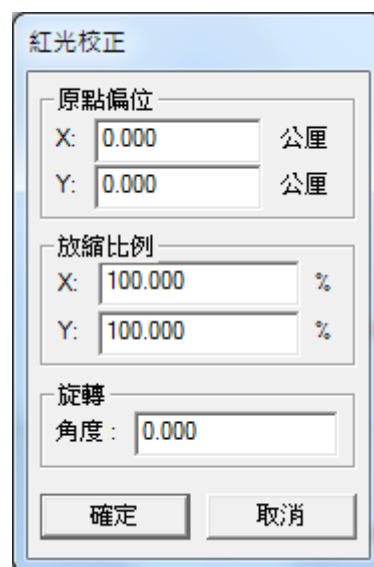 紅光校正
原點偏位
X: 0.000 公厘
Y: 0.000 公厘
放縮比例
X: 100.000 %
Y: 100.000 %
旋轉
角度 : 0.000
確定 取消